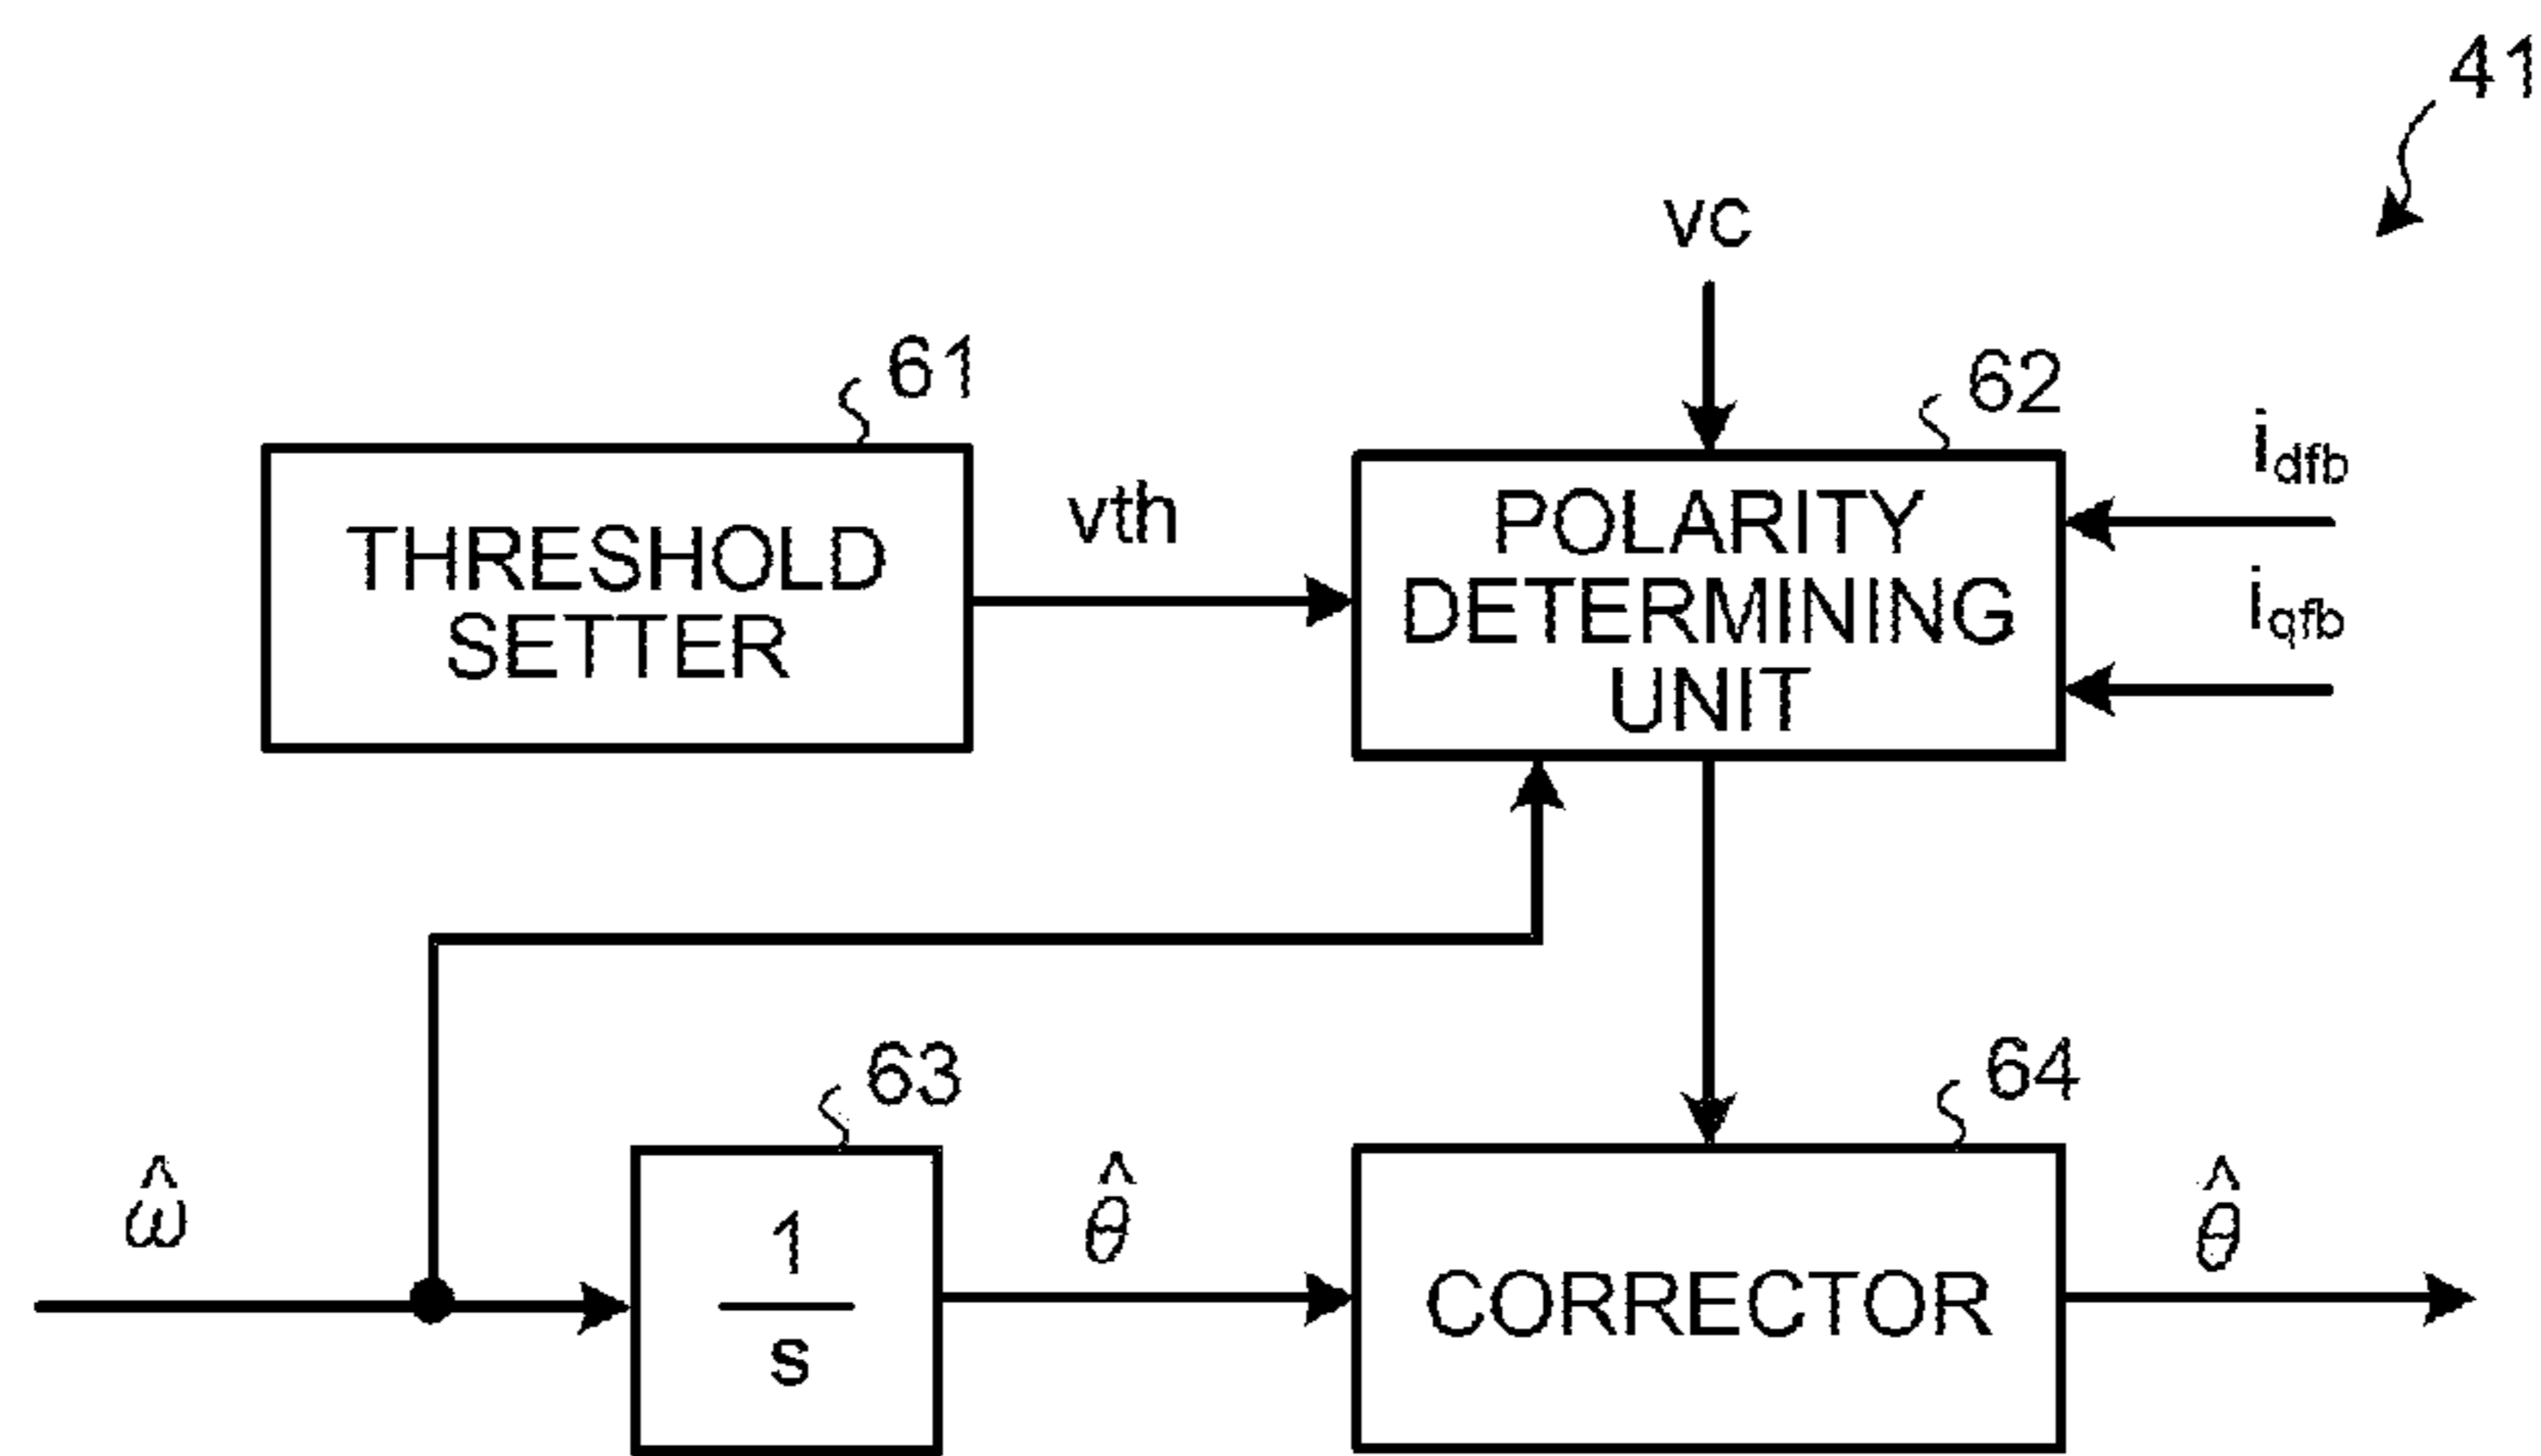 41
vc
61
62
THRESHOLD
SETTER
vth
POLARITY
DETERMINING
UNIT
i_dfb
i_qfb
63
64
ω̂
1
s
θ̂
CORRECTOR
θ̂